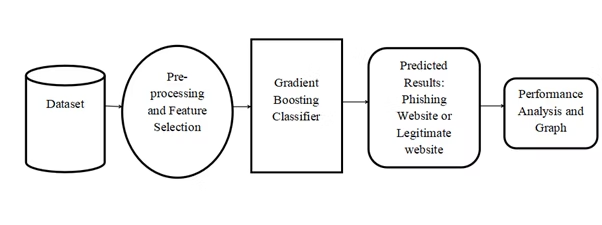 Dataset
Pre-
processing
and Feature
Selection
Gradient
Boosting
Classifier
Predicted
Results:
Phishing
Website or
Legitimate
website
Performance
Analysis and
Graph